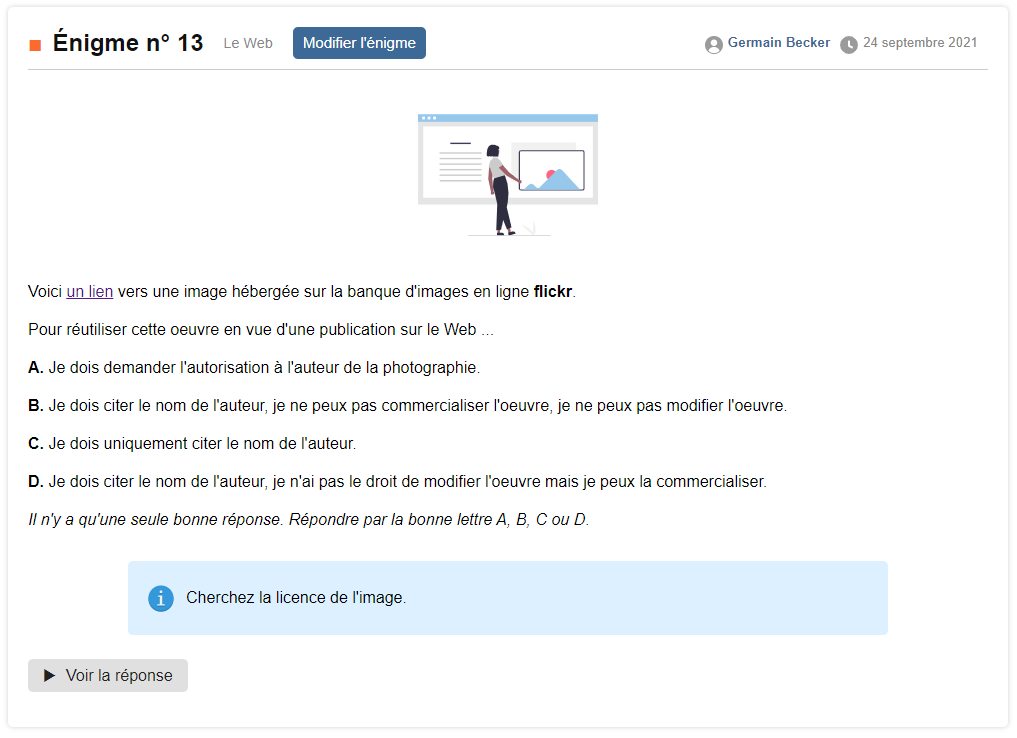 Énigme n° 13 Le Web Modifier l'énigme Germain Becker 24 septembre 2021
Voici un lien vers une image hébergée sur la banque d'images en ligne flickr.
Pour réutiliser cette oeuvre en vue d'une publication sur le Web ...
A. Je dois demander l'autorisation à l'auteur de la photographie.
B. Je dois citer le nom de l'auteur, je ne peux pas commercialiser l'oeuvre, je ne peux pas modifier l'oeuvre.
C. Je dois uniquement citer le nom de l'auteur.
D. Je dois citer le nom de l'auteur, je n'ai pas le droit de modifier l'oeuvre mais je peux la commercialiser.
Il n'y a qu'une seule bonne réponse. Répondre par la bonne lettre A, B, C ou D.
Cherchez la licence de l'image.
Voir la réponse